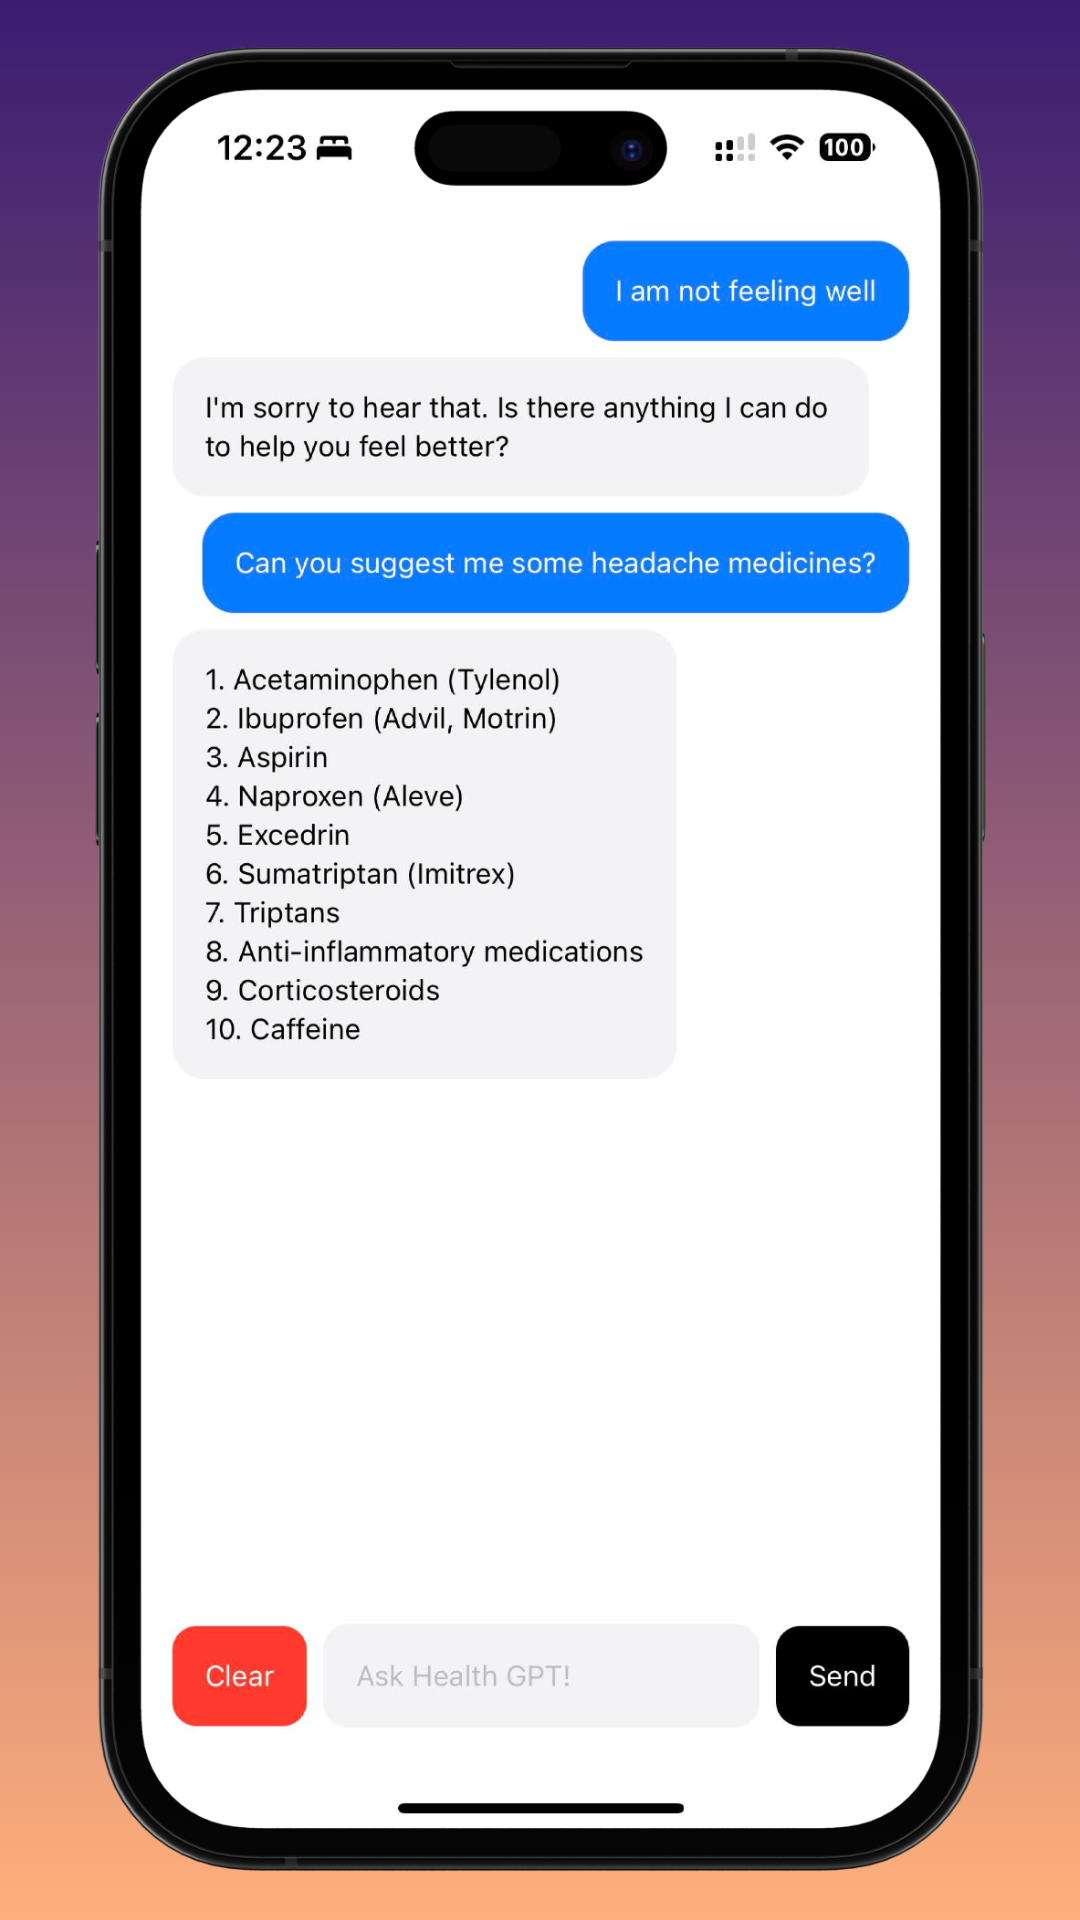 12:23
100
I am not feeling well
I'm sorry to hear that. Is there anything I can do
to help you feel better?
Can you suggest me some headache medicines?
1. Acetaminophen (Tylenol)
2. Ibuprofen (Advil, Motrin)
3. Aspirin
4. Naproxen (Aleve)
5. Excedrin
6. Sumatriptan (Imitrex)
7. Triptans
8. Anti-inflammatory medications
9. Corticosteroids
10. Caffeine
Clear
Ask Health GPT!
Send